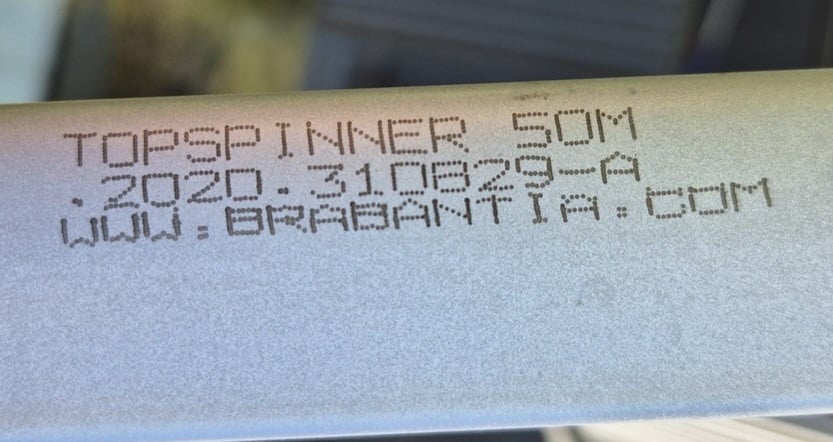 TOPSPINNER 50M
.2020.310829-A
WWW.BRABANTIA.COM